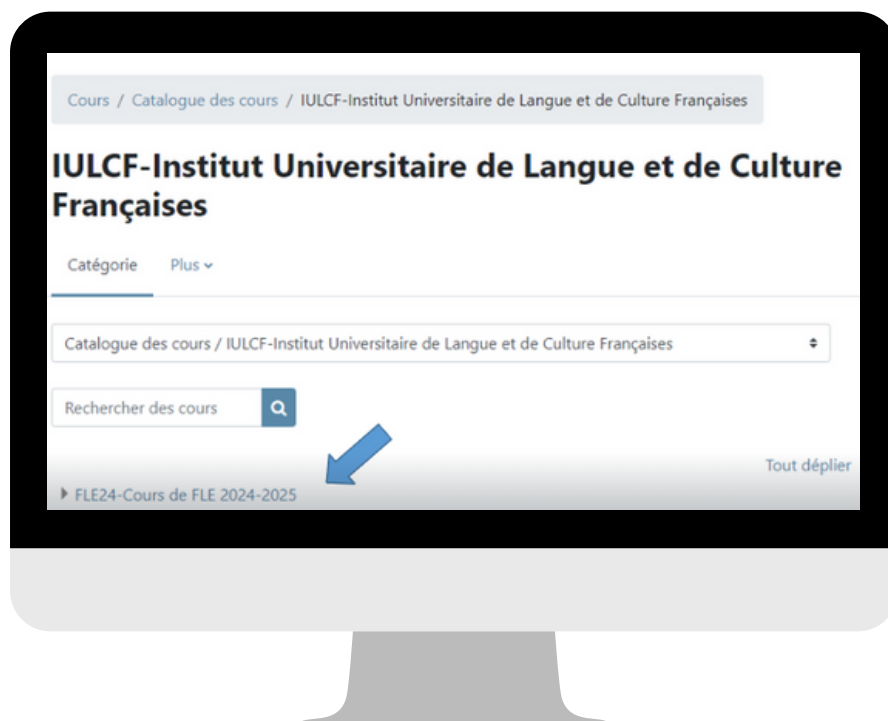 Cours / Catalogue des cours / IULCF-Institut Universitaire de Langue et de Culture Françaises
IULCF-Institut Universitaire de Langue et de Culture
Françaises
Catégorie Plus
Catalogue des cours / IULCF-Institut Universitaire de Langue et de Culture Françaises
Rechercher des cours
Tout déplier
FLE24-Cours de FLE 2024-2025